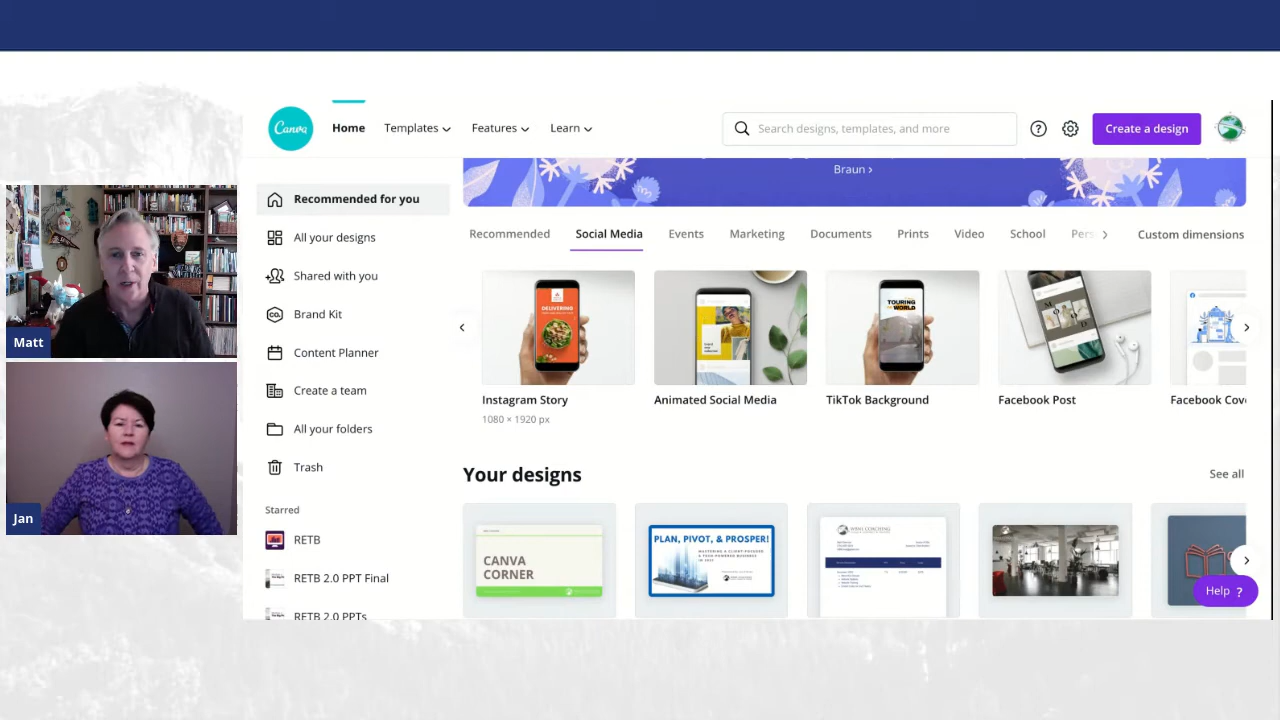 Canva
Home
Templates
Features
Learn
Search designs, templates, and more
Create a design
Braun ›
Recommended for you
All your designs
Shared with you
Brand Kit
Content Planner
Create a team
All your folders
Trash
Starred
RETB
RETB 2.0 PPT Final
RETB 2.0 PPTs
Recommended
Social Media
Events
Marketing
Documents
Prints
Video
School
Custom dimensions
DELIVERING
TOURING
THE
WORLD
Instagram Story
1080 × 1920 px
Animated Social Media
TikTok Background
Facebook Post
Your designs
See all
CANVA
CORNER
PLAN, PIVOT, & PROSPER!
Help ?
Matt
Jan